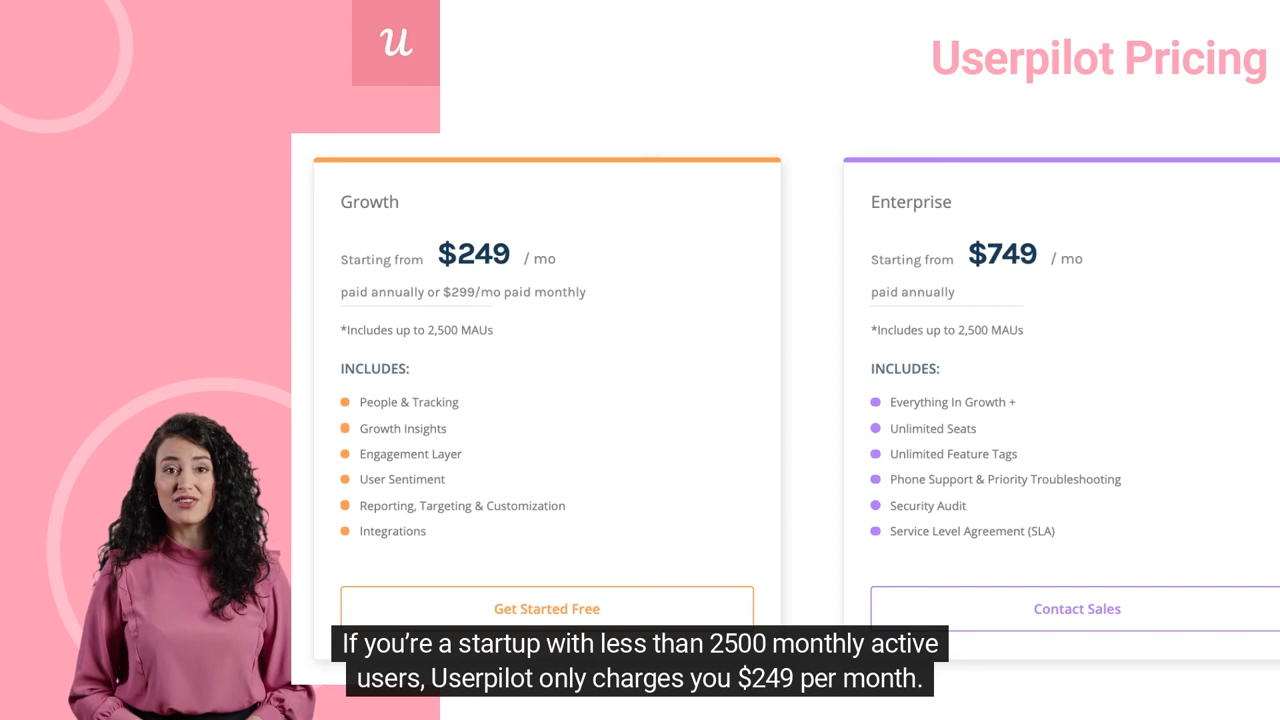 u
Userpilot Pricing
Growth
Starting from $249 / mo
paid annually or $299/mo paid monthly
*Includes up to 2,500 MAUs
INCLUDES:
People & Tracking
Growth Insights
Engagement Layer
User Sentiment
Reporting, Targeting & Customization
Integrations
Get Started Free
Enterprise
Starting from $749 / mo
paid annually
*Includes up to 2,500 MAUs
INCLUDES:
Everything In Growth +
Unlimited Seats
Unlimited Feature Tags
Phone Support & Priority Troubleshooting
Security Audit
Service Level Agreement (SLA)
Contact Sales
If you’re a startup with less than 2500 monthly active
users, Userpilot only charges you $249 per month.